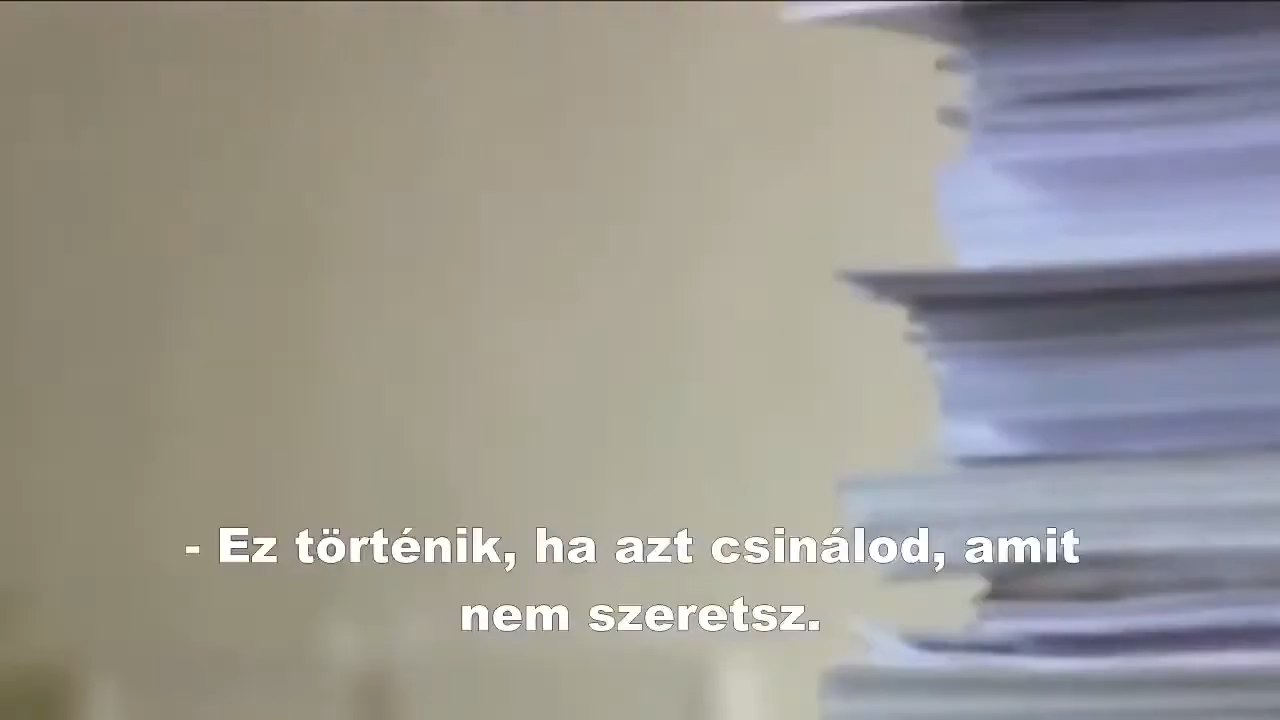 - Ez történik, ha azt csinálod, amit
nem szeretsz.